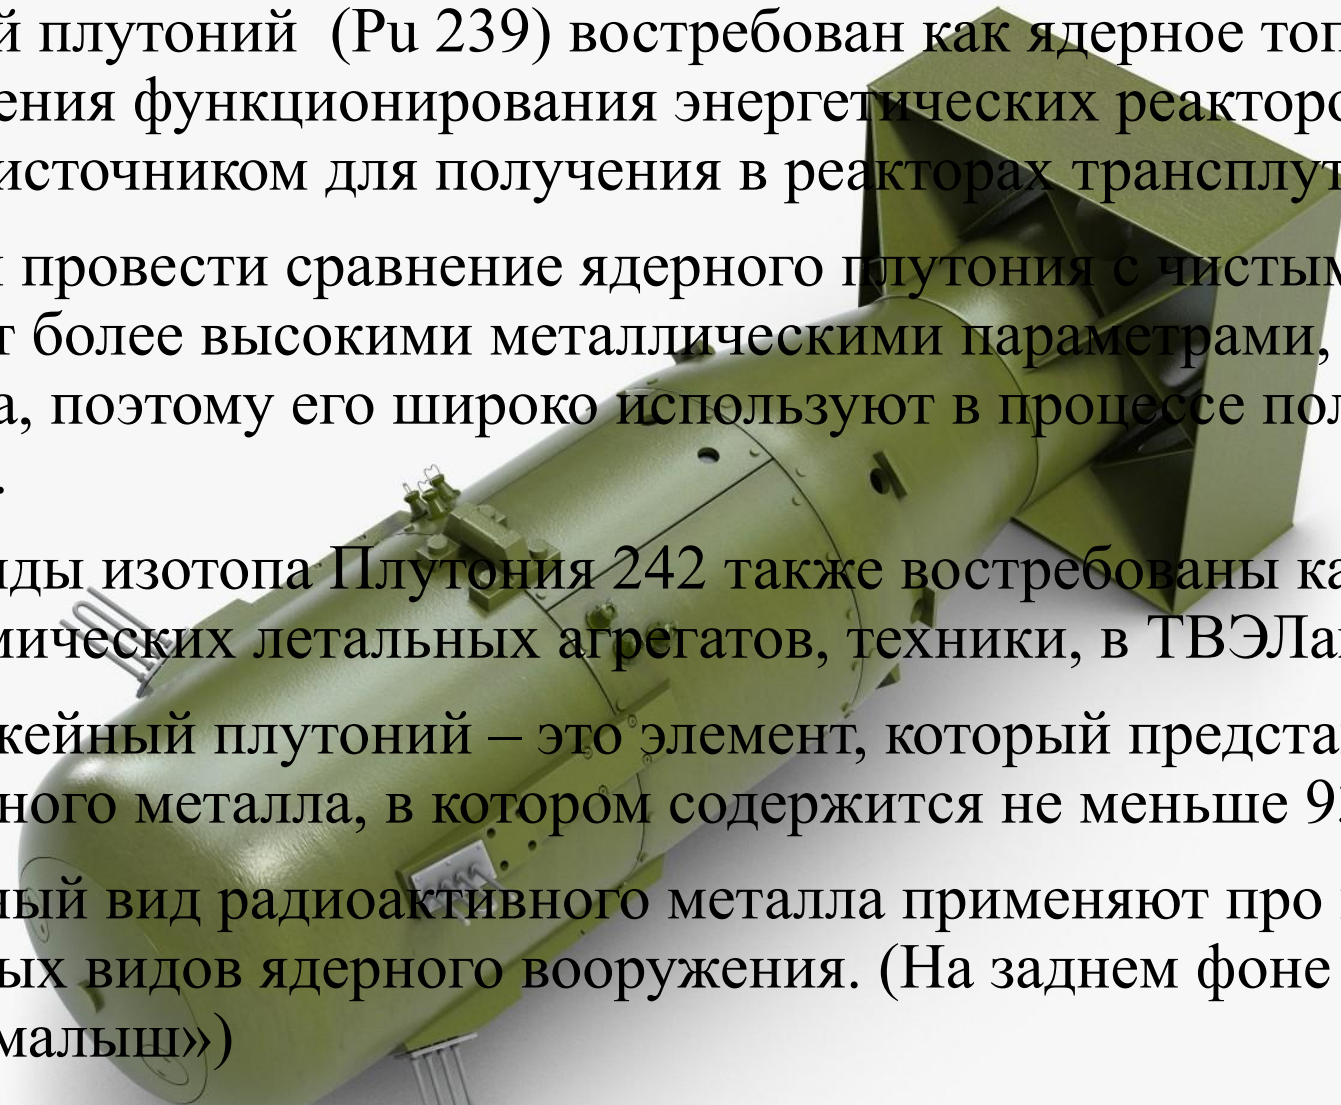 й плутоний (Pu 239) востребован как ядерное топ
ения функционирования энергетических реакторо
источником для получения в реакторах трансплут
провести сравнение ядерного плутония с чистым
т более высокими металлическими параметрами,
а, поэтому его широко используют в процессе пол
.
иды изотопа Плутония 242 также востребованы ка
мических летальных агрегатов, техники, в ТВЭЛах
жейный плутоний – это элемент, который предста
ного металла, в котором содержится не меньше 9
ный вид радиоактивного металла применяют про
ых видов ядерного вооружения. (На заднем фоне
малыш»)